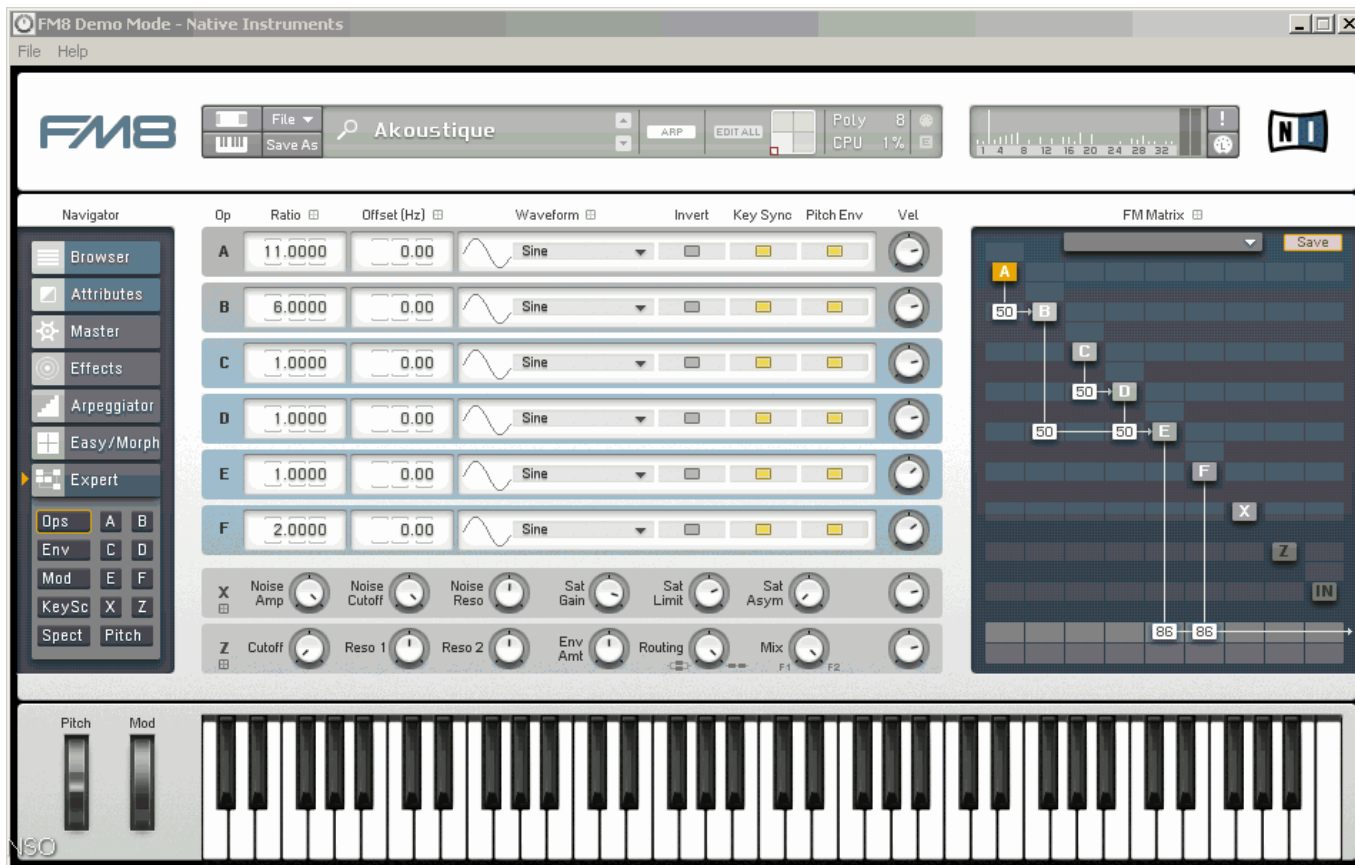 FM8 Demo Mode - Native Instruments
File Help
FM8
File
Save As
Akoustique
ARP
EDIT ALL
Poly 8
CPU 1%
!
1 4 8 12 16 20 24 28 32
NI
Navigator
Browser
Attributes
Master
Effects
Arpeggiator
Easy/Morph
Expert
Ops A B
Env C D
Mod E F
KeySc X Z
Spect Pitch
Op Ratio Offset (Hz) Waveform Invert Key Sync Pitch Env Vel
A 11.0000 0.00 Sine
B 6.0000 0.00 Sine
C 1.0000 0.00 Sine
D 1.0000 0.00 Sine
E 1.0000 0.00 Sine
F 2.0000 0.00 Sine
X Noise Amp Noise Cutoff Noise Reso Sat Gain Sat Limit Sat Asym
Z Cutoff Reso 1 Reso 2 Env Amt Routing Mix F1 F2
FM Matrix
Save
A
50 B
C
50 D
50 50 E
F
X
Z
IN
86 86
Pitch Mod
NSO